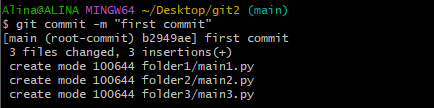 Alina@ALINA MINGW64 ~/Desktop/git2 (main)
$ git commit -m "first commit"
[main (root-commit) b2949ae] first commit
 3 files changed, 3 insertions(+)
 create mode 100644 folder1/main1.py
 create mode 100644 folder2/main2.py
 create mode 100644 folder3/main3.py